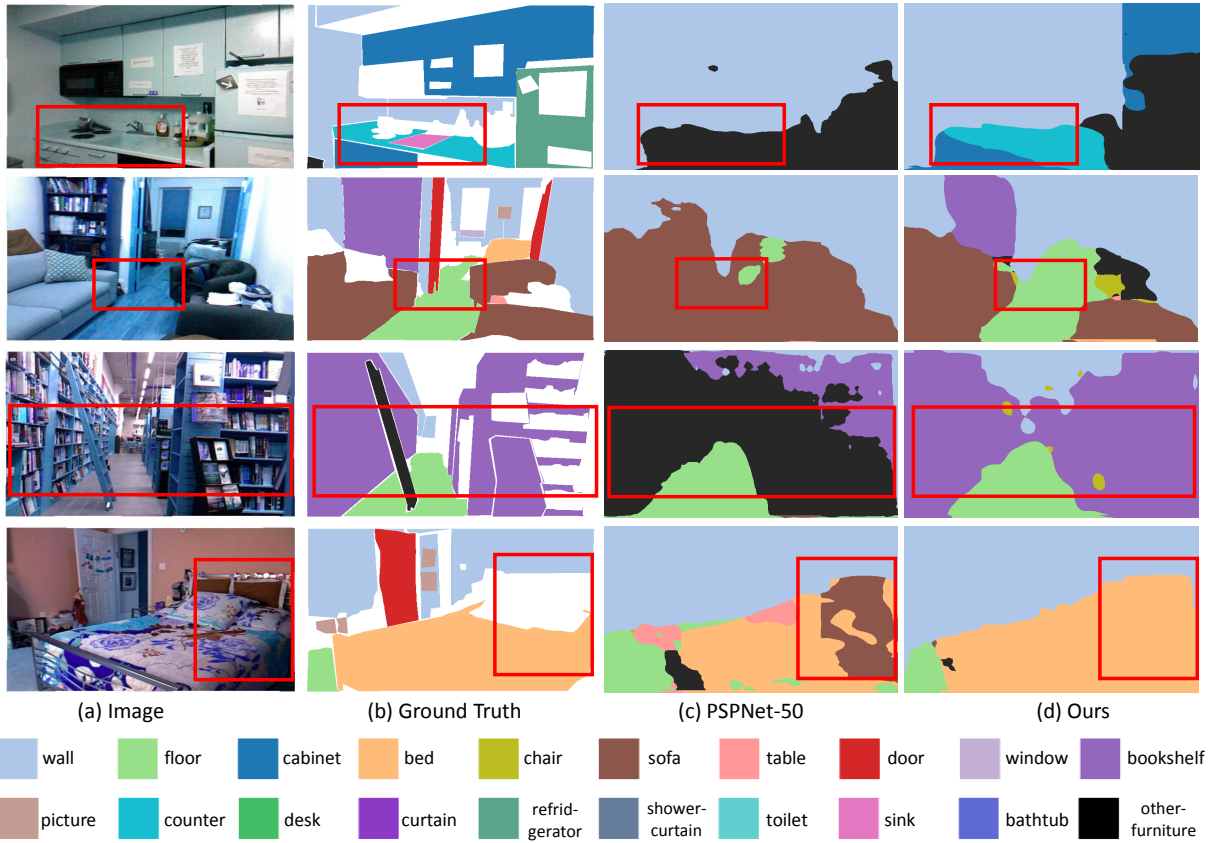 (a) Image (b) Ground Truth (c) PSPNet-50 (d) Ours
wall floor cabinet bed chair sofa table door window bookshelf
picture counter desk curtain refrid-
gerator shower-
curtain toilet sink bathtub other-
furniture